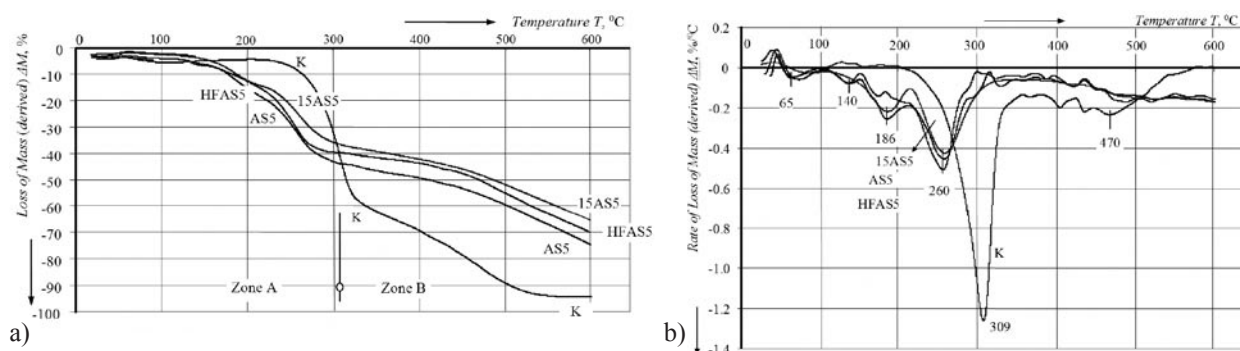 Temperature T, ⁰C
Loss of Mass (derived) ΔM, %
0 100 200 300 400 500 600
0
-10
-20
-30
-40
-50
-60
-70
-80
-90
-100
K
HFAS5
15AS5
AS5
K
15AS5
HFAS5
AS5
Zone A
Zone B
K
a)
Temperature T, ⁰C
Rate of Loss of Mass (derived) ΔM, %/⁰C
0 100 200 300 400 500 600
0
-0.2
-0.4
-0.6
-0.8
-1.0
-1.2
-1.4
65
140
186
15AS5
AS5
260
HFAS5
470
K
309
b)